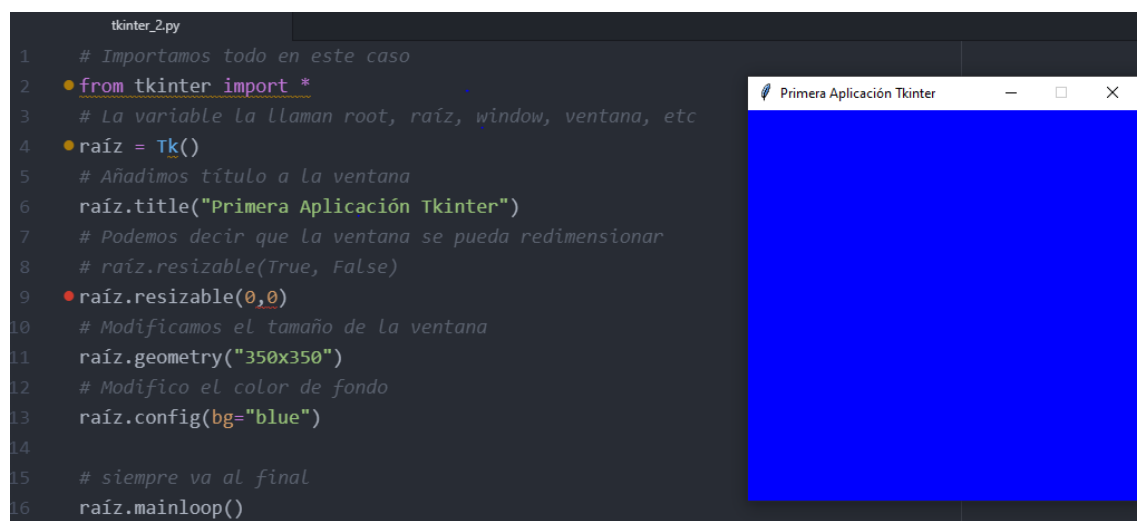 tkinter_2.py
1 # Importamos todo en este caso
2 from tkinter import *
3 # La variable la llaman root, raíz, window, ventana, etc
4 raíz = Tk()
5 # Añadimos título a la ventana
6 raíz.title("Primera Aplicación Tkinter")
7 # Podemos decir que la ventana se pueda redimensionar
8 # raíz.resizable(True, False)
9 raíz.resizable(0,0)
10 # Modificamos el tamaño de la ventana
11 raíz.geometry("350x350")
12 # Modifico el color de fondo
13 raíz.config(bg="blue")
14
15 # siempre va al final
16 raíz.mainloop()
Primera Aplicación Tkinter